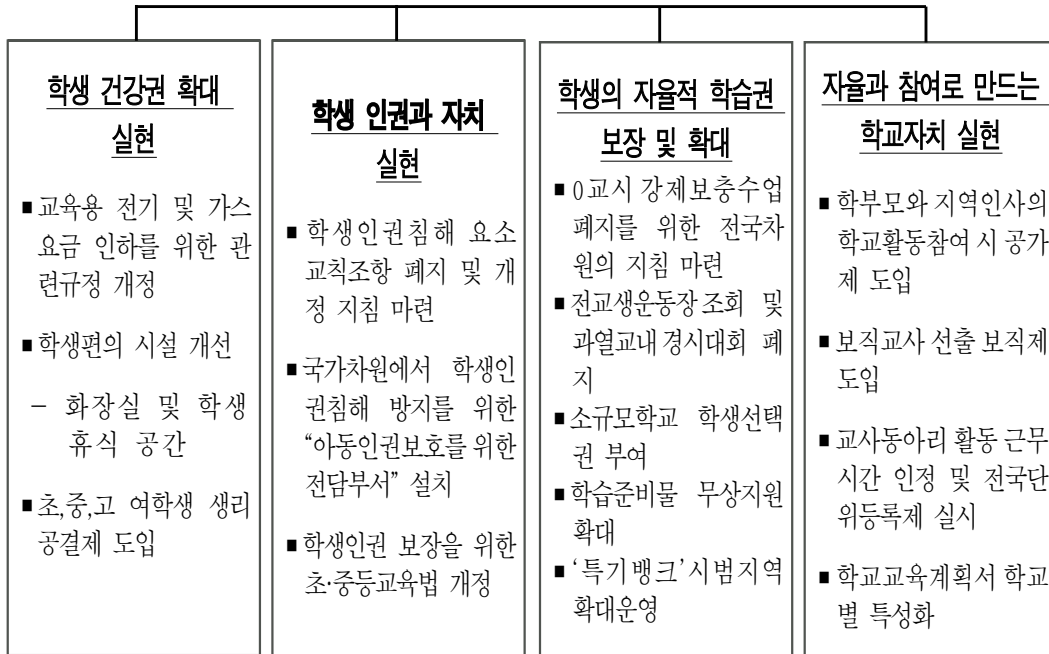 학생 건강권 확대
실현
■교육용 전기 및 가스
요금 인하를 위한 관
련규정 개정
■학생편의 시설 개선
- 화장실 및 학생
휴식 공간
■초,중,고 여학생 생리
공결제 도입
학생 인권과 자치
실현
■ 학생인권침해 요소
교칙조항 폐지 및 개
정 지침 마련
■국가차원에서 학생인
권침해 방지를 위한
“아동인권보호를 위한
전담부서” 설치
■학생인권 보장을 위한
초·중등교육법 개정
학생의 자율적 학습권
보장 및 확대
■0교시 강제보충수업
폐지를 위한 전국차
원의 지침 마련
■전교생운동장 조회 및
과열교내 경시대회 폐
지
■소규모학교 학생선택
권 부여
■학습준비물 무상지원
확대
■‘특기뱅크’시범지역
확대운영
자율과 참여로 만드는
학교자치 실현
■학부모와 지역인사의
학교활동참여 시 공가
제 도입
■보직교사 선출 보직제
도입
■교사동아리 활동 근무
시간 인정 및 전국단
위등록제 실시
■학교교육계획서 학교
별 특성화